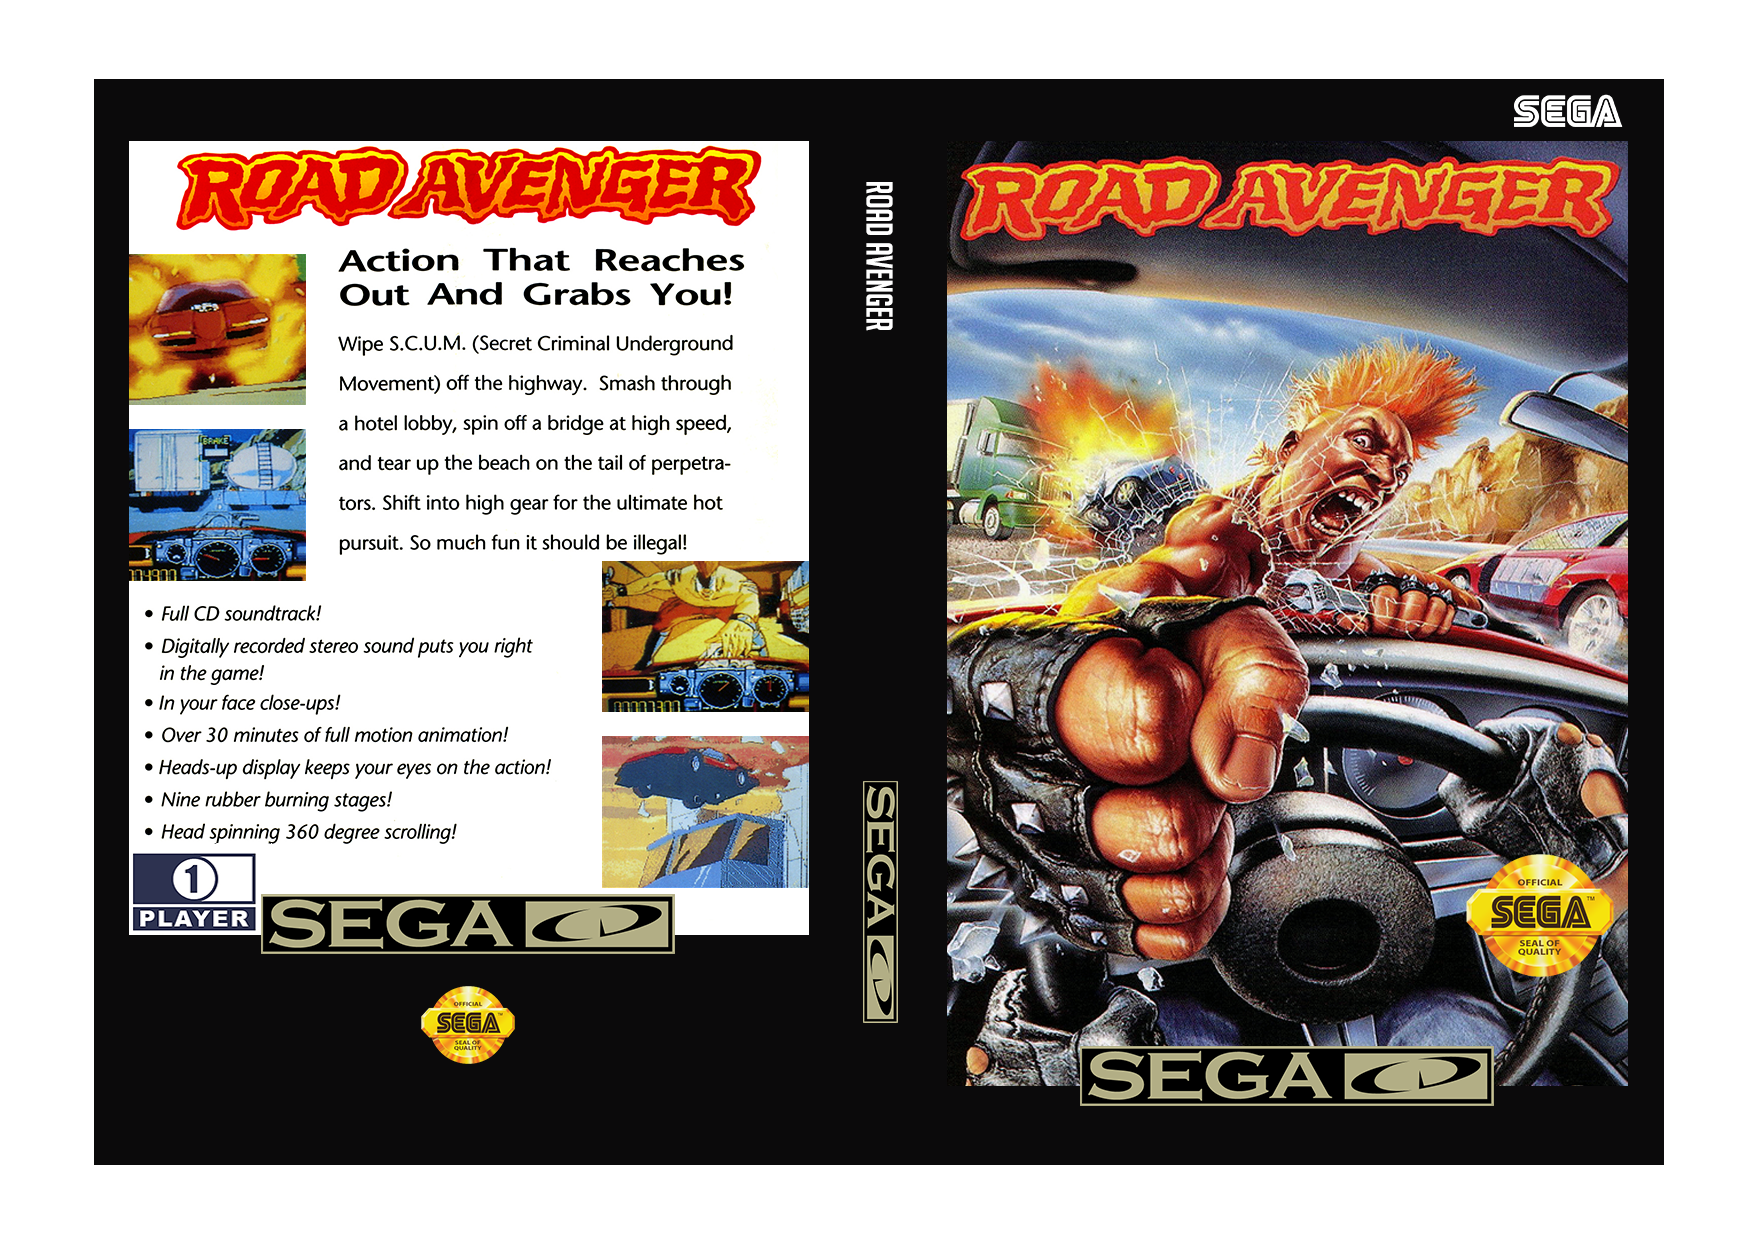 ROAD AVENGER
Action That Reaches
Out And Grabs You!
Wipe S.C.U.M. (Secret Criminal Underground
Movement) off the highway. Smash through
a hotel lobby, spin off a bridge at high speed,
and tear up the beach on the tail of perpetra-
tors. Shift into high gear for the ultimate hot
pursuit. So much fun it should be illegal!
BRAKE
• Full CD soundtrack!
• Digitally recorded stereo sound puts you right
in the game!
• In your face close-ups!
• Over 30 minutes of full motion animation!
• Heads-up display keeps your eyes on the action!
• Nine rubber burning stages!
• Head spinning 360 degree scrolling!
1
PLAYER
SEGA CD
OFFICIAL
SEGA™
SEAL OF
QUALITY
ROAD AVENGER
SEGA CD
SEGA
ROAD AVENGER
OFFICIAL
SEGA™
SEAL OF
QUALITY
SEGA CD